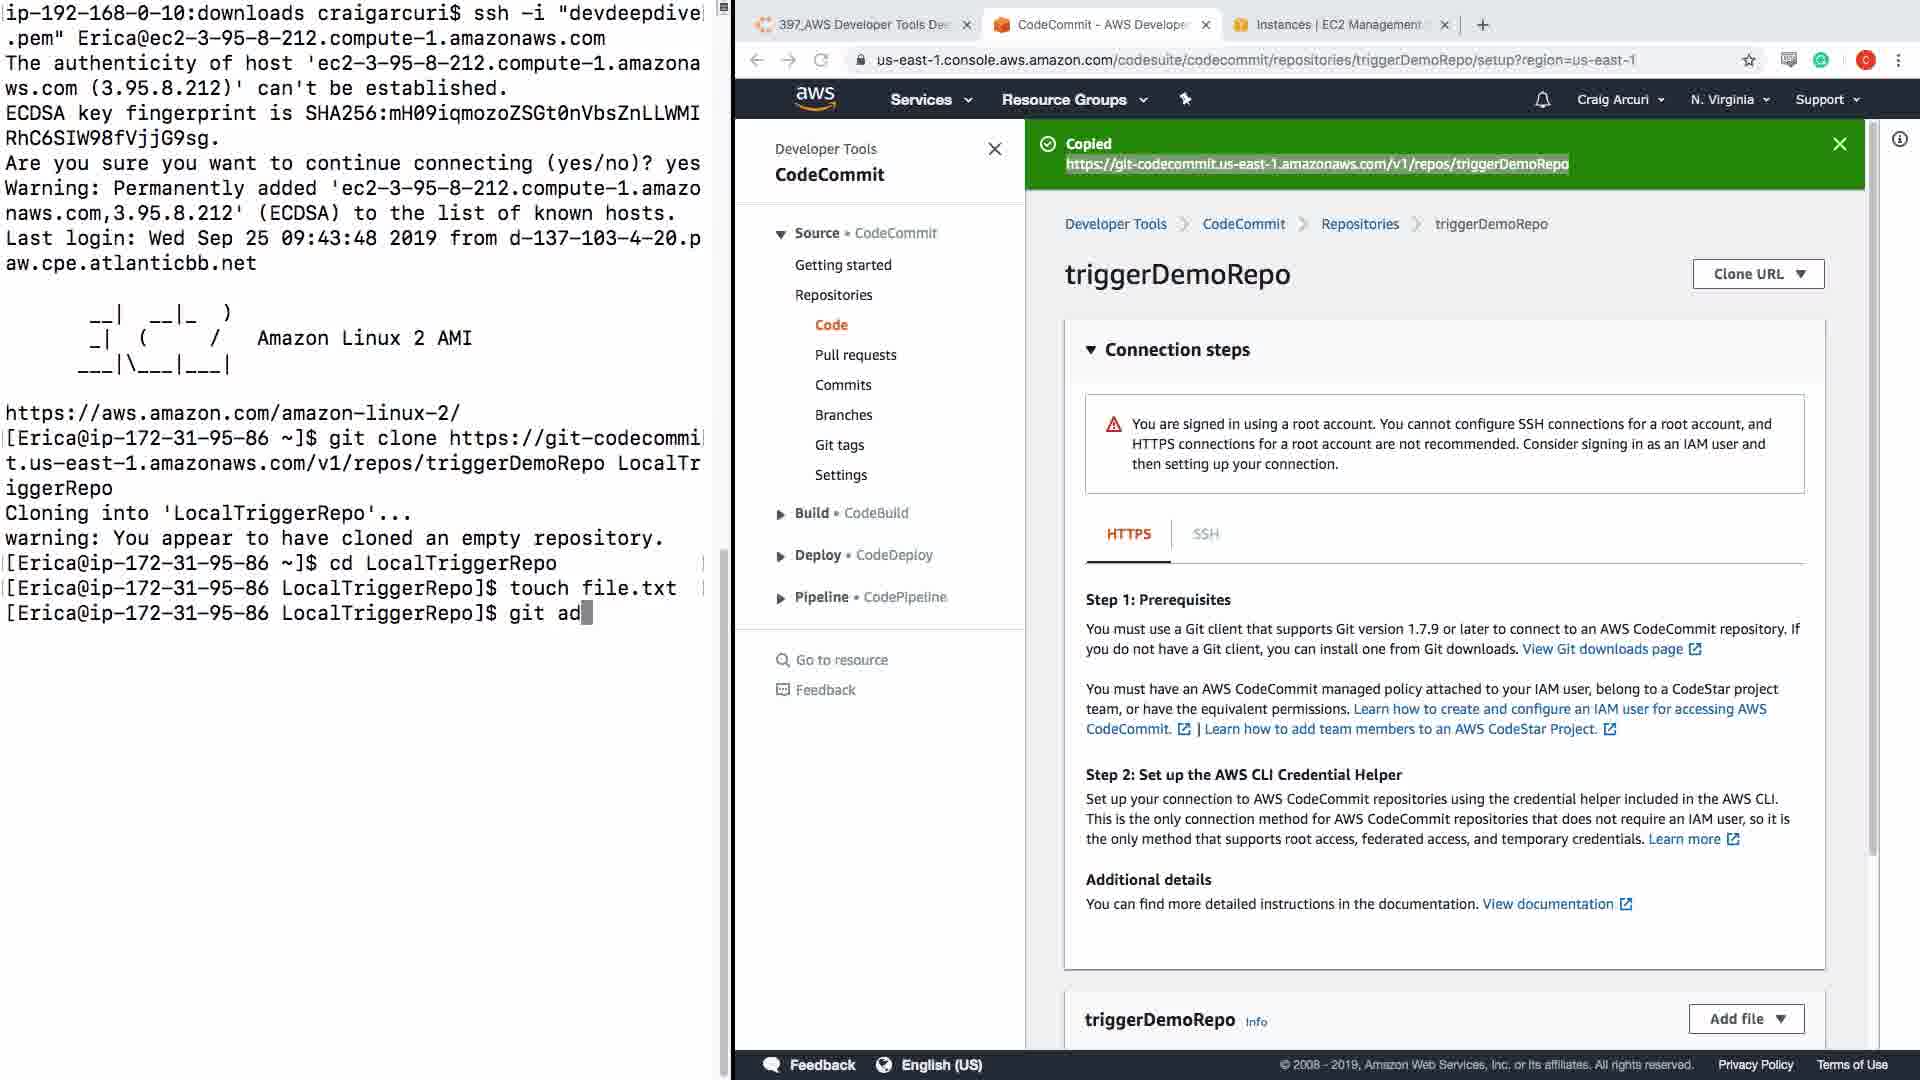 ip-192-168-0-10:downloads craigarcuri$ ssh -i "devdeepdive
.pem" Erica@ec2-3-95-8-212.compute-1.amazonaws.com
The authenticity of host 'ec2-3-95-8-212.compute-1.amazona
ws.com (3.95.8.212)' can't be established.
ECDSA key fingerprint is SHA256:mH09iqmozoZSGt0nVbsZnLLWMI
RhC6SIW98fVjjG9sg.
Are you sure you want to continue connecting (yes/no)? yes
Warning: Permanently added 'ec2-3-95-8-212.compute-1.amazo
naws.com,3.95.8.212' (ECDSA) to the list of known hosts.
Last login: Wed Sep 25 09:43:48 2019 from d-137-103-4-20.p
aw.cpe.atlanticbb.net
__|  __|_  )
_|  (     /   Amazon Linux 2 AMI
___|\___|___|
https://aws.amazon.com/amazon-linux-2/
[Erica@ip-172-31-95-86 ~]$ git clone https://git-codecommi
t.us-east-1.amazonaws.com/v1/repos/triggerDemoRepo LocalTr
iggerRepo
Cloning into 'LocalTriggerRepo'...
warning: You appear to have cloned an empty repository.
[Erica@ip-172-31-95-86 ~]$ cd LocalTriggerRepo
[Erica@ip-172-31-95-86 LocalTriggerRepo]$ touch file.txt
[Erica@ip-172-31-95-86 LocalTriggerRepo]$ git ad
397_AWS Developer Tools Dee
CodeCommit - AWS Developer
Instances | EC2 Management
us-east-1.console.aws.amazon.com/codesuite/codecommit/repositories/triggerDemoRepo/setup?region=us-east-1
C
aws
Services
Resource Groups
Craig Arcuri
N. Virginia
Support
Developer Tools
CodeCommit
Source • CodeCommit
Getting started
Repositories
Code
Pull requests
Commits
Branches
Git tags
Settings
Build • CodeBuild
Deploy • CodeDeploy
Pipeline • CodePipeline
Go to resource
Feedback
Copied
https://git-codecommit.us-east-1.amazonaws.com/v1/repos/triggerDemoRepo
Developer Tools
CodeCommit
Repositories
triggerDemoRepo
triggerDemoRepo
Clone URL
Connection steps
You are signed in using a root account. You cannot configure SSH connections for a root account, and
HTTPS connections for a root account are not recommended. Consider signing in as an IAM user and
then setting up your connection.
HTTPS
SSH
Step 1: Prerequisites
You must use a Git client that supports Git version 1.7.9 or later to connect to an AWS CodeCommit repository. If
you do not have a Git client, you can install one from Git downloads. View Git downloads page
You must have an AWS CodeCommit managed policy attached to your IAM user, belong to a CodeStar project
team, or have the equivalent permissions. Learn how to create and configure an IAM user for accessing AWS
CodeCommit. | Learn how to add team members to an AWS CodeStar Project.
Step 2: Set up the AWS CLI Credential Helper
Set up your connection to AWS CodeCommit repositories using the credential helper included in the AWS CLI.
This is the only connection method for AWS CodeCommit repositories that does not require an IAM user, so it is
the only method that supports root access, federated access, and temporary credentials. Learn more
Additional details
You can find more detailed instructions in the documentation. View documentation
triggerDemoRepo Info
Add file
Feedback
English (US)
© 2008 - 2019, Amazon Web Services, Inc. or its affiliates. All rights reserved.
Privacy Policy
Terms of Use